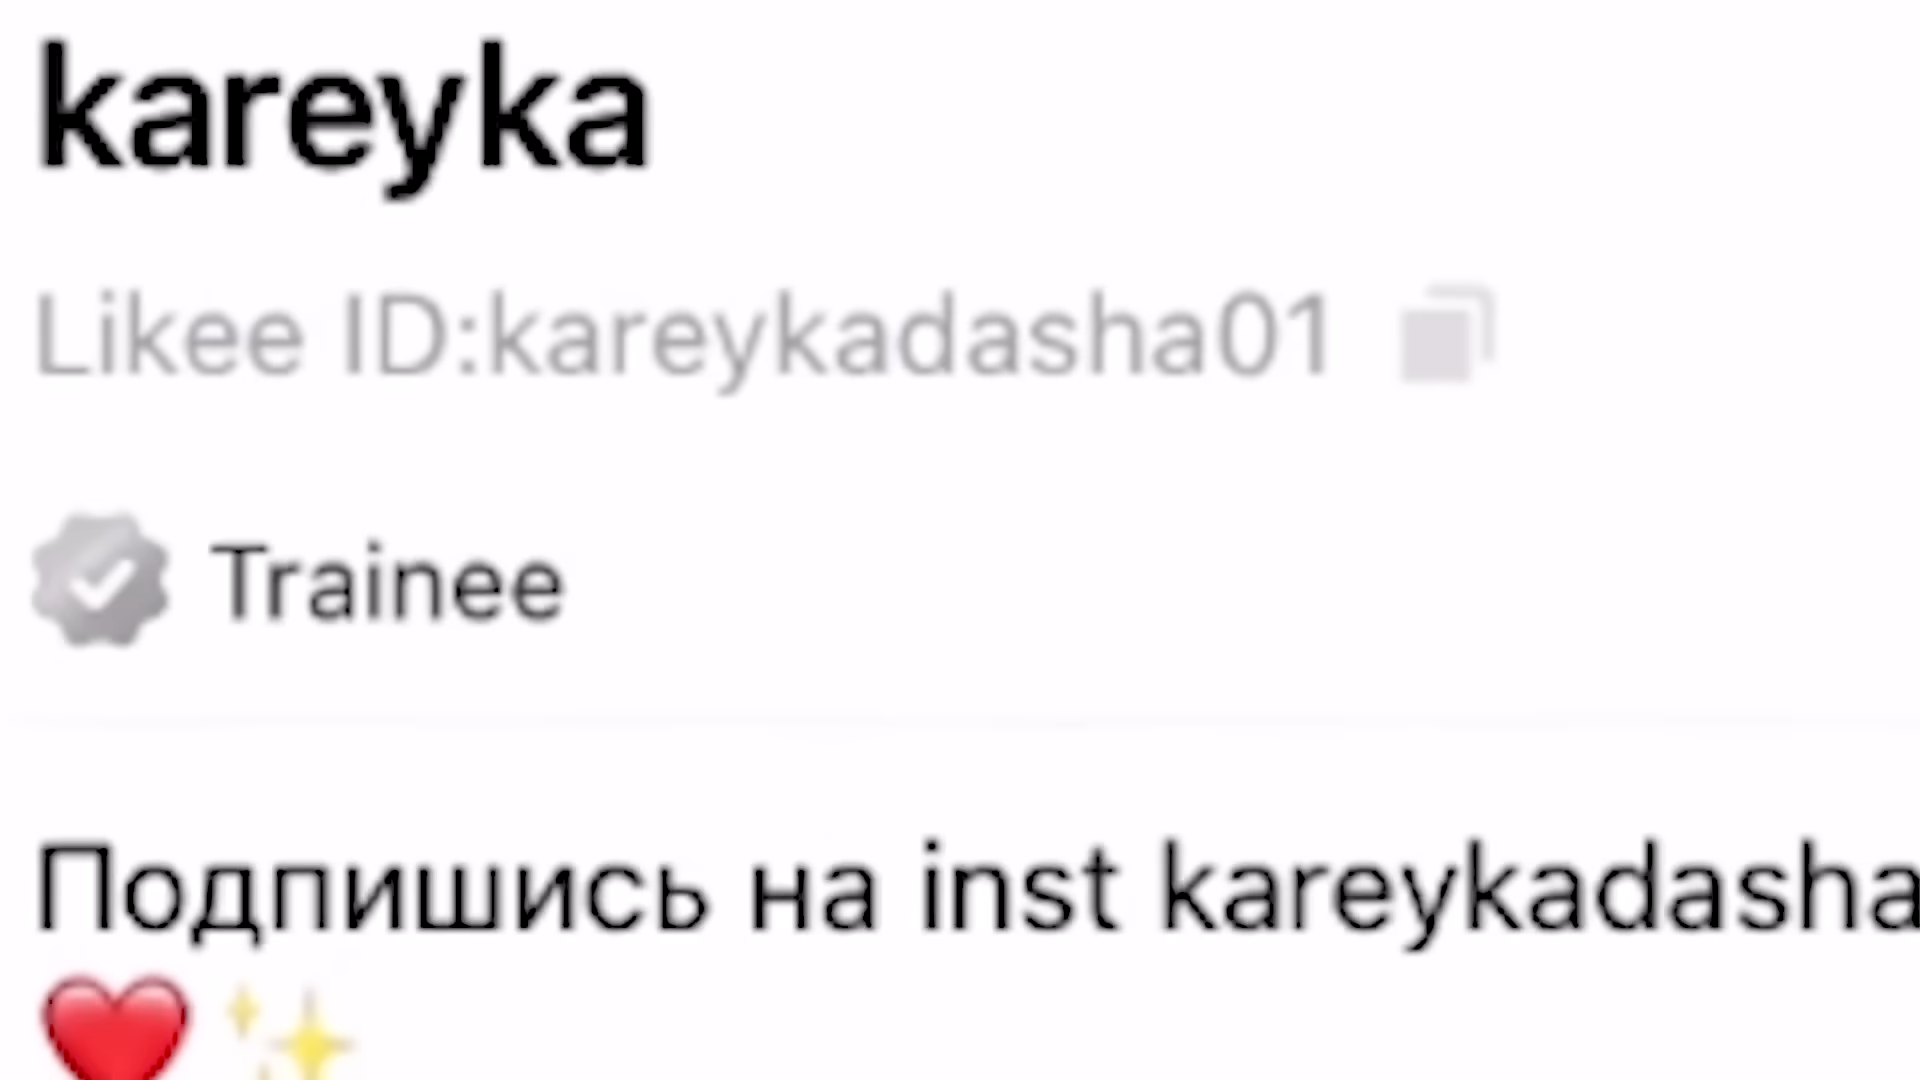 kareyka
Likee ID:kareykadasha01
Trainee
Подпишись на inst kareykadasha
❤️✨